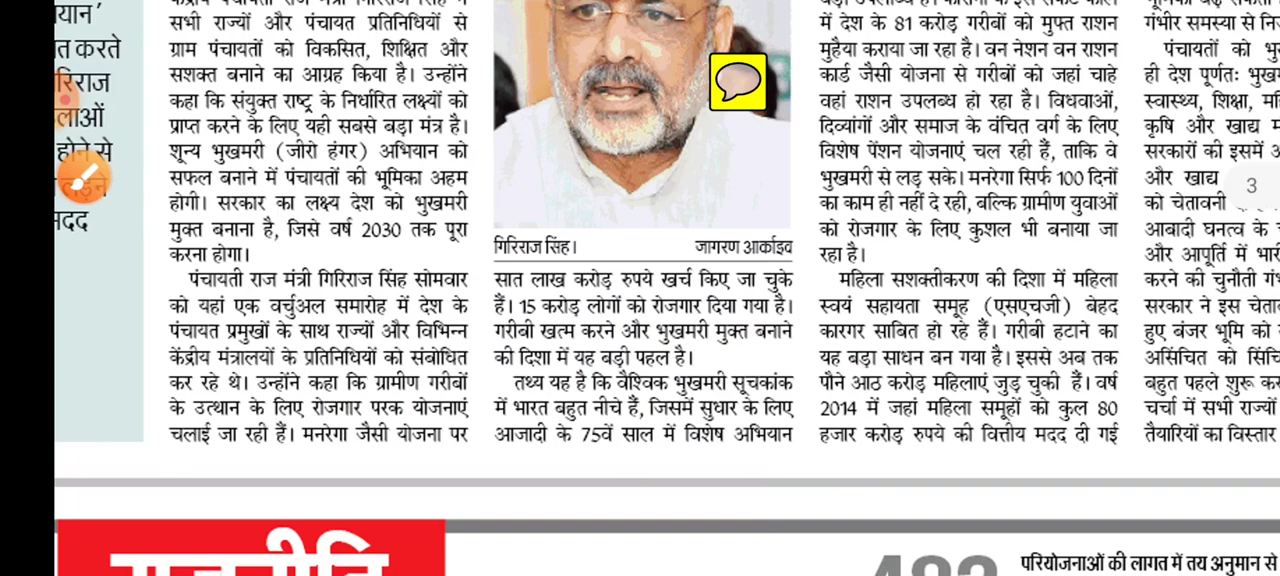 यान'
त करते
रिराज
लाओं
होने से
लड़ने
मदद
सभी राज्यों और पंचायत प्रतिनिधियों से
ग्राम पंचायतों को विकसित, शिक्षित और
सशक्त बनाने का आग्रह किया है। उन्होंने
कहा कि संयुक्त राष्ट्र के निर्धारित लक्ष्यों को
प्राप्त करने के लिए यही सबसे बड़ा मंत्र है।
शून्य भुखमरी (जीरो हंगर) अभियान को
सफल बनाने में पंचायतों की भूमिका अहम
होगी। सरकार का लक्ष्य देश को भुखमरी
मुक्त बनाना है, जिसे वर्ष 2030 तक पूरा
करना होगा।
पंचायती राज मंत्री गिरिराज सिंह सोमवार
को यहां एक वर्चुअल समारोह में देश के
पंचायत प्रमुखों के साथ राज्यों और विभिन्न
केंद्रीय मंत्रालयों के प्रतिनिधियों को संबोधित
कर रहे थे। उन्होंने कहा कि ग्रामीण गरीबों
के उत्थान के लिए रोजगार परक योजनाएं
चलाई जा रही हैं। मनरेगा जैसी योजना पर
गिरिराज सिंह। जागरण आर्काइव
सात लाख करोड़ रुपये खर्च किए जा चुके
हैं। 15 करोड़ लोगों को रोजगार दिया गया है।
गरीबी खत्म करने और भुखमरी मुक्त बनाने
की दिशा में यह बड़ी पहल है।
तथ्य यह है कि वैश्विक भुखमरी सूचकांक
में भारत बहुत नीचे हैं, जिसमें सुधार के लिए
आजादी के 75वें साल में विशेष अभियान
में देश के 81 करोड़ गरीबों को मुफ्त राशन
मुहैया कराया जा रहा है। वन नेशन वन राशन
कार्ड जैसी योजना से गरीबों को जहां चाहे
वहां राशन उपलब्ध हो रहा है। विधवाओं,
दिव्यांगों और समाज के वंचित वर्ग के लिए
विशेष पेंशन योजनाएं चल रही हैं, ताकि वे
भुखमरी से लड़ सके। मनरेगा सिर्फ 100 दिनों
का काम ही नहीं दे रही, बल्कि ग्रामीण युवाओं
को रोजगार के लिए कुशल भी बनाया जा
रहा है।
महिला सशक्तीकरण की दिशा में महिला
स्वयं सहायता समूह (एसएचजी) बेहद
कारगर साबित हो रहे हैं। गरीबी हटाने का
यह बड़ा साधन बन गया है। इससे अब तक
पौने आठ करोड़ महिलाएं जुड़ चुकी हैं। वर्ष
2014 में जहां महिला समूहों को कुल 80
हजार करोड़ रुपये की वित्तीय मदद दी गई
गंभीर समस्या से
पंचायतों को
ही देश पूर्णतः
स्वास्थ्य, शिक्षा,
कृषि और खाद्य
सरकारों की इसमें
और खाद्य
3
को चेतावनी
आबादी घनत्व के
और आपूर्ति में
करने की चुनौती
सरकार ने इस
हुए बंजर भूमि को
असिंचित को
बहुत पहले शुरू
चर्चा में सभी राज्यों
तैयारियों का विस्तार
परियोजनाओं की लागत में तय अनुमान से